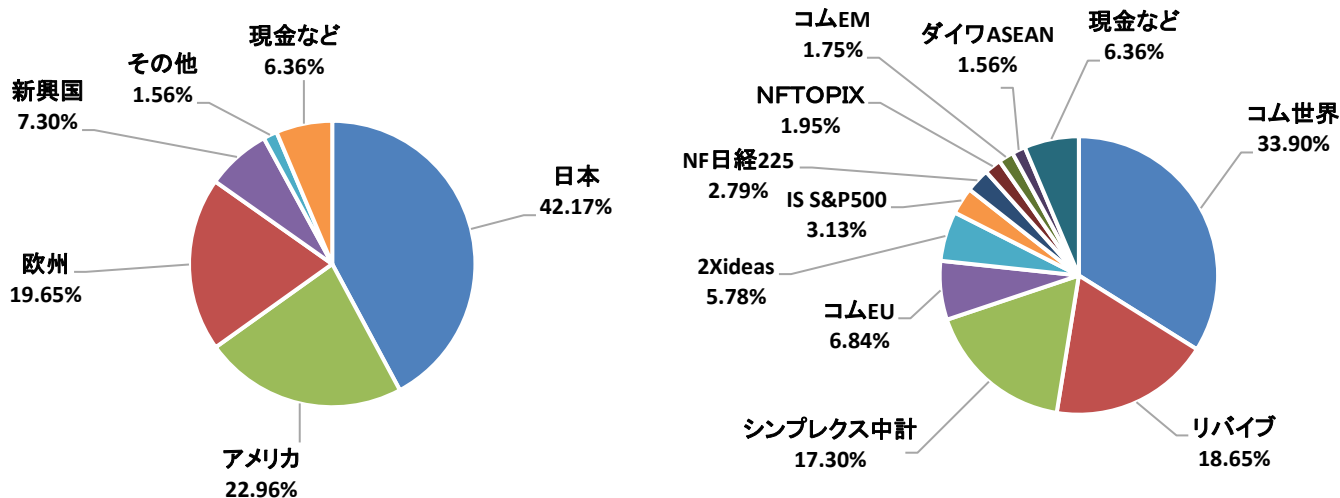 現金など
6.36%
その他
1.56%
新興国
7.30%
日本
42.17%
欧州
19.65%
アメリカ
22.96%
コムEM
1.75%
ダイワASEAN
1.56%
現金など
6.36%
NFTOPIX
1.95%
コム世界
33.90%
NF日経225
2.79%
IS S&P500
3.13%
2Xideas
5.78%
コムEU
6.84%
シンプレクス中計
17.30%
リバイブ
18.65%